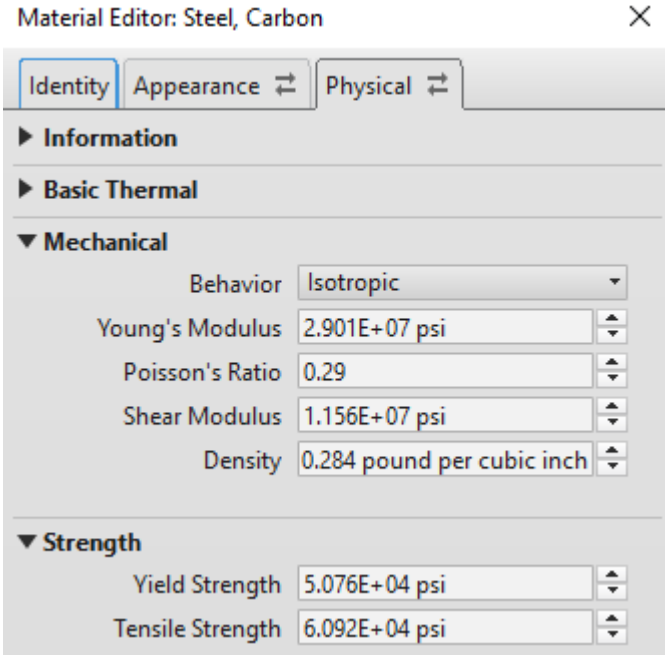 Material Editor: Steel, Carbon
Identity Appearance Physical
Information
Basic Thermal
Mechanical
Behavior Isotropic
Young's Modulus 2.901E+07 psi
Poisson's Ratio 0.29
Shear Modulus 1.156E+07 psi
Density 0.284 pound per cubic inch
Strength
Yield Strength 5.076E+04 psi
Tensile Strength 6.092E+04 psi